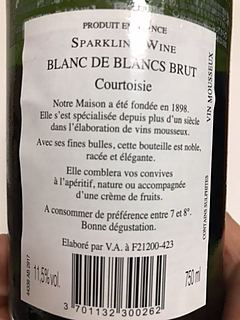 PRODUIT EN FRANCE
SPARKLING WINE
BLANC DE BLANCS BRUT
Courtoisie
Notre Maison a été fondée en 1898.
Elle s'est spécialisée depuis plus d'un siècle
dans l'élaboration de vins mousseux.
Avec ses fines bulles, cette bouteille est noble,
racée et élégante.
Elle comblera vos convives
à l'apéritif, nature ou accompagnée
d'une crème de fruits.
A consommer de préférence entre 7 et 8°.
Bonne dégustation.
Elaboré par V.A. à F21200-423
11,5% vol.
750 ml
3 701132 300262
VIN MOUSSEUX
CONTAINS SULPHITES